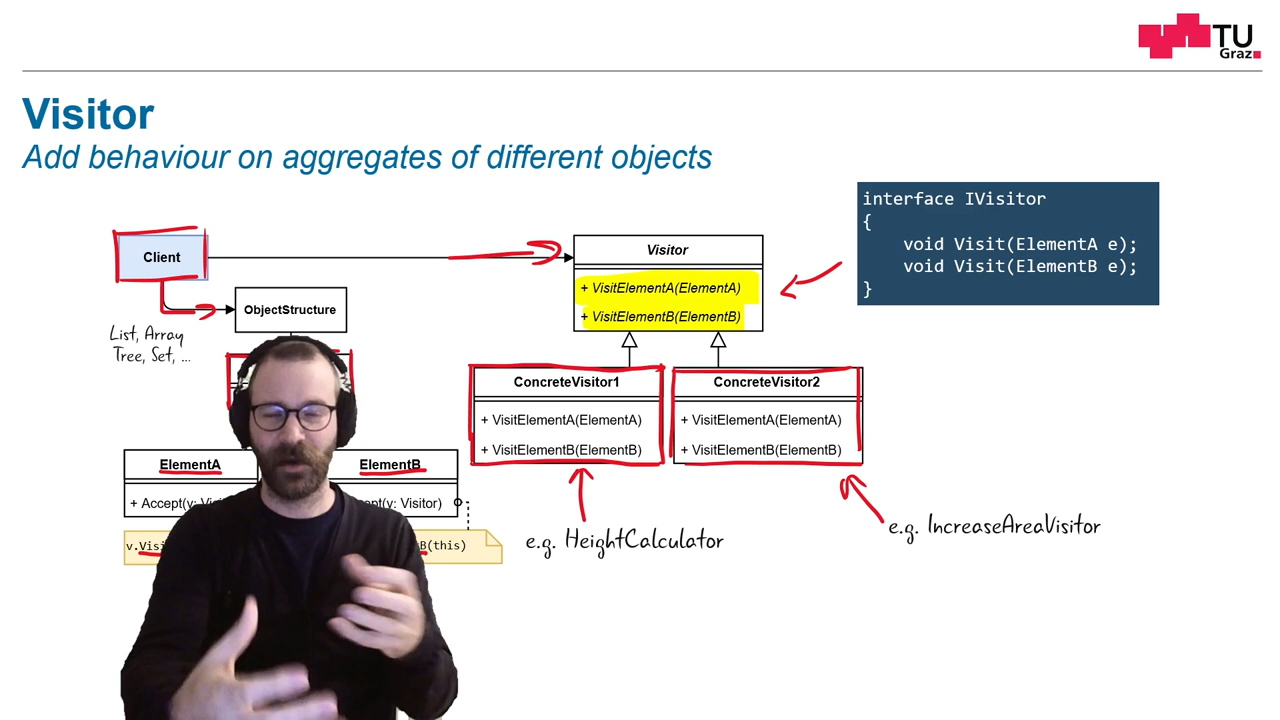 TU
Graz
Visitor
Add behaviour on aggregates of different objects
interface IVisitor
{
void Visit(ElementA e);
void Visit(ElementB e);
}
Client
Visitor
+ VisitElementA(ElementA)
+ VisitElementB(ElementB)
ObjectStructure
List, Array
Tree, Set, ...
ConcreteVisitor1
+ VisitElementA(ElementA)
+ VisitElementB(ElementB)
ConcreteVisitor2
+ VisitElementA(ElementA)
+ VisitElementB(ElementB)
ElementA
+ Accept(v:
ElementB
Visitor)
B(this)
e.g. HeightCalculator
e.g. IncreaseAreaVisitor